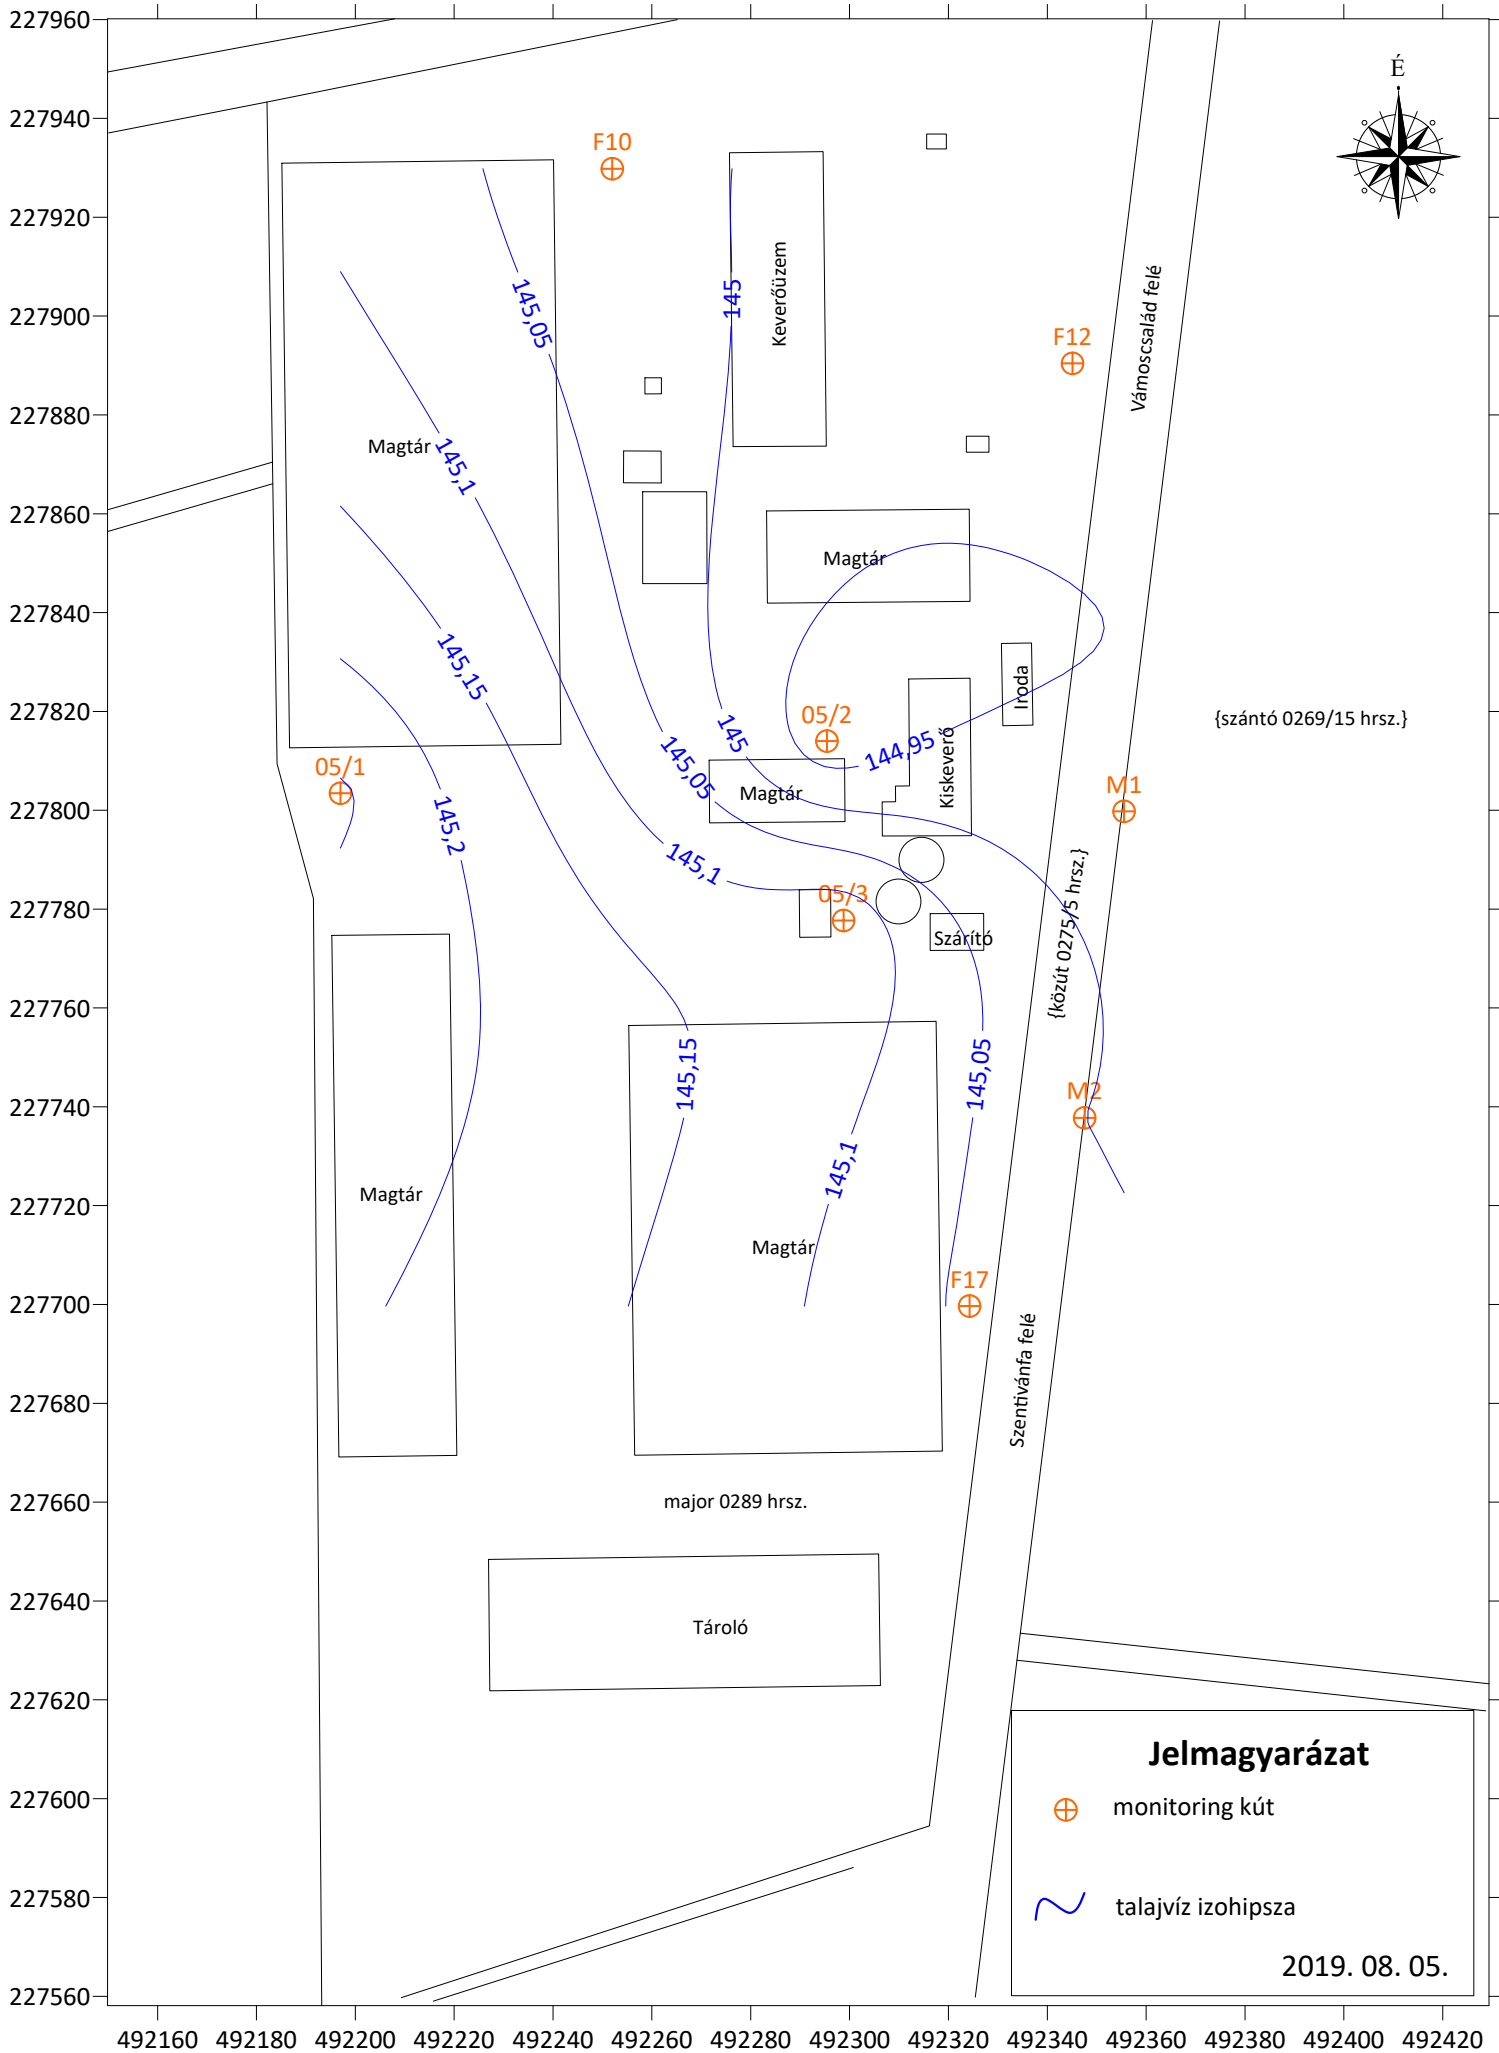 227960
É
227940
F10
227920
Keverőüzem
227900
145,05
145
Vámoscsalád felé
F12
227880
Magtár
145,1
227860
Magtár
227840
145,15
Iroda
227820
05/2
145
{szántó 0269/15 hrsz.}
144,95
Kiskeverő
05/1
145,05
Magtár
M1
227800
145,2
145,1
{közút 0275/5 hrsz.}
05/3
227780
Szárító
227760
145,15
145,05
M2
227740
145,1
Magtár
227720
Magtár
F17
227700
Szentivánfa felé
227680
major 0289 hrsz.
227660
227640
Tároló
227620
Jelmagyarázat
227600
monitoring kút
227580
talajvíz izohipsza
2019. 08. 05.
227560
492160 492180 492200 492220 492240 492260 492280 492300 492320 492340 492360 492380 492400 492420